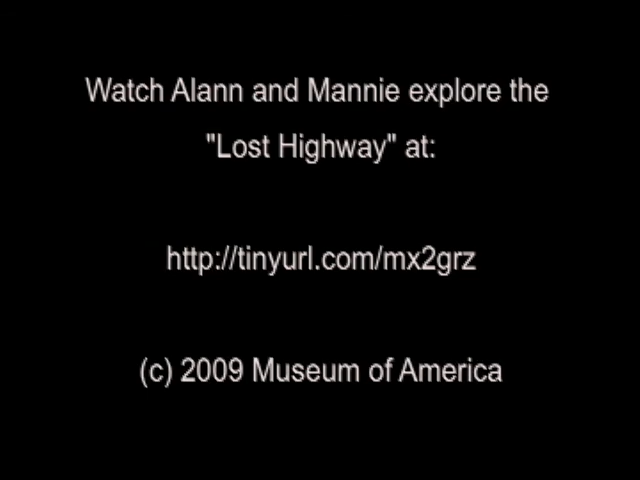 Watch Alann and Mannie explore the
"Lost Highway" at:
http://tinyurl.com/mx2grz
(c) 2009 Museum of America